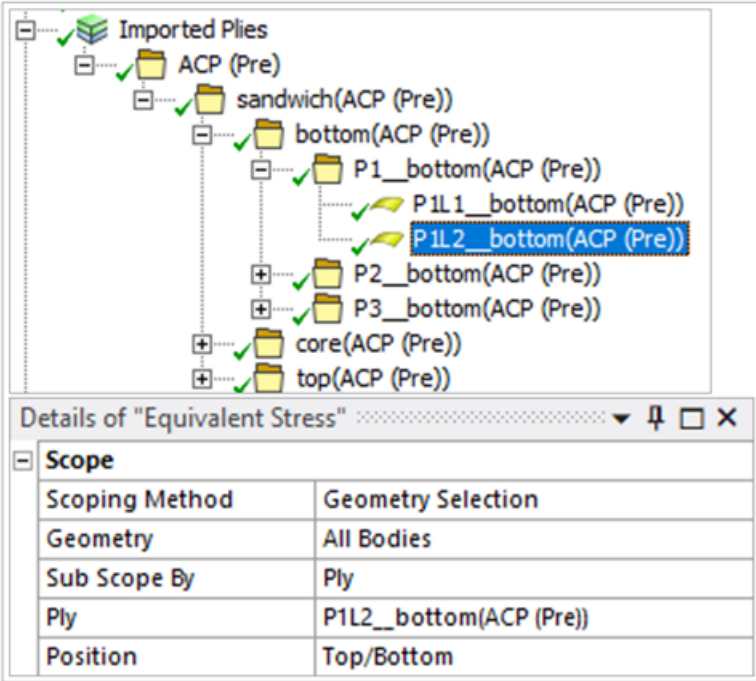 Imported Plies
ACP (Pre)
sandwich(ACP (Pre))
bottom(ACP (Pre))
P1__bottom(ACP (Pre))
P1L1__bottom(ACP (Pre))
P1L2__bottom(ACP (Pre))
P2__bottom(ACP (Pre))
P3__bottom(ACP (Pre))
core(ACP (Pre))
top(ACP (Pre))
Details of "Equivalent Stress"
Scope
Scoping Method Geometry Selection
Geometry All Bodies
Sub Scope By Ply
Ply P1L2__bottom(ACP (Pre))
Position Top/Bottom